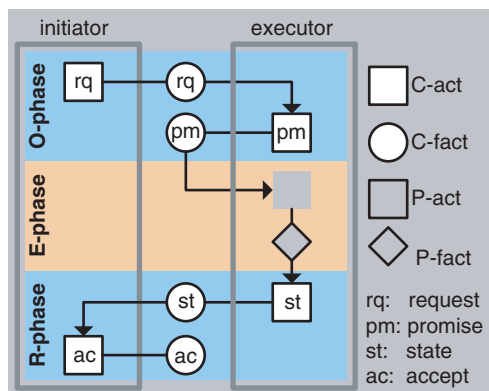 initiator
executor
O-phase
rq
rq
pm
pm
E-phase
R-phase
st
st
ac
ac
C-act
C-fact
P-act
P-fact
rq: request
pm: promise
st: state
ac: accept